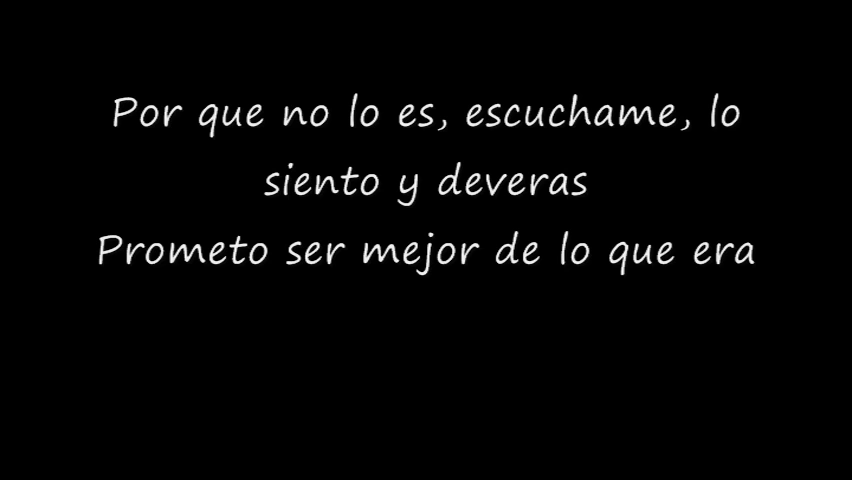 Por que no lo es, escuchame, lo
siento y deveras
Prometo ser mejor de lo que era